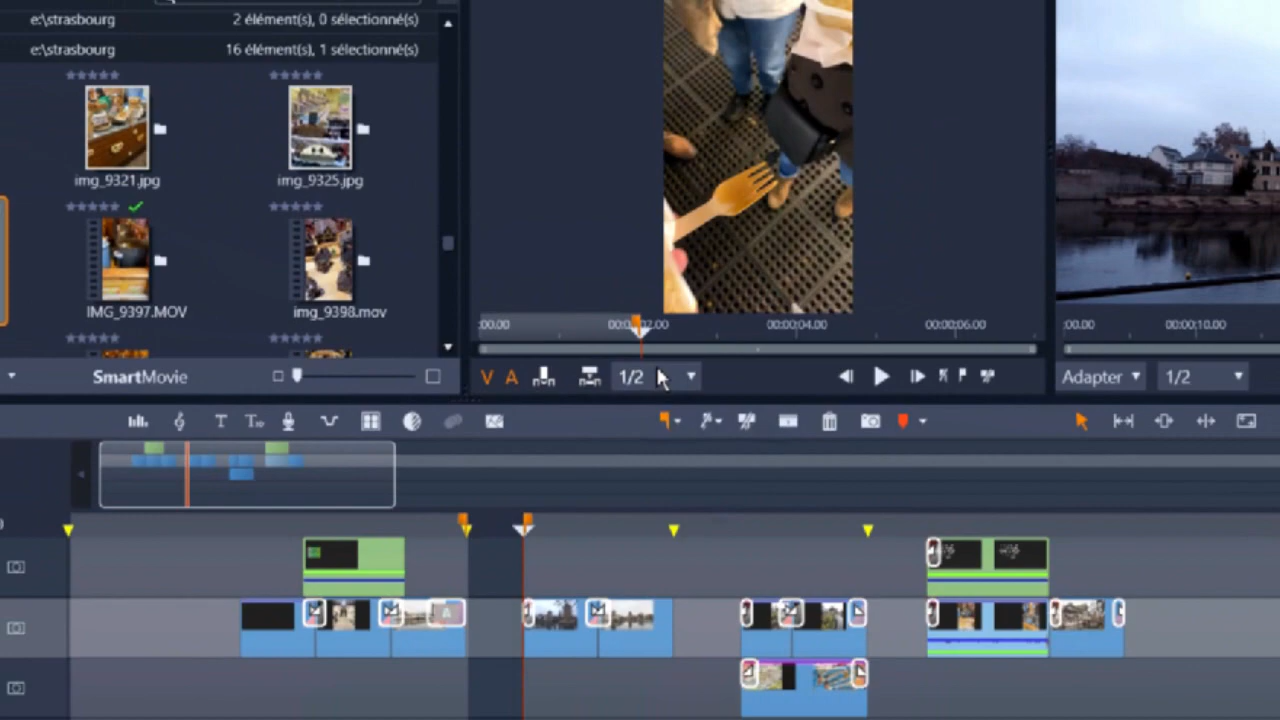 e:\strasbourg 2 élément(s), 0 sélectionné(s)
e:\strasbourg 16 élément(s), 1 sélectionné(s)
img_9321.jpg img_9325.jpg
IMG_9397.MOV img_9398.mov
:00.00 00:00:02.00 00:00:04.00 00:00:06.00
:00.00 00:00:10.00
SmartMovie
V A 1/2
Adapter 1/2